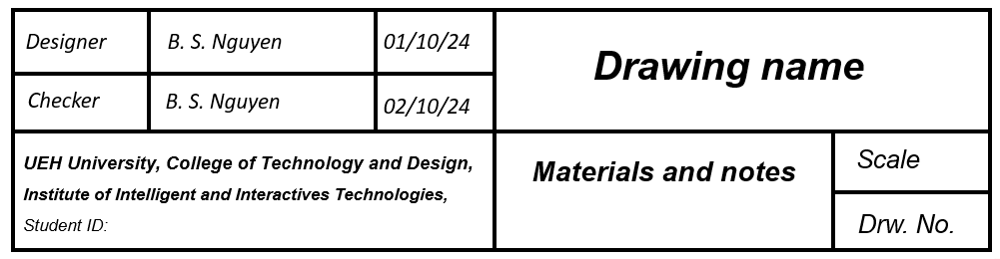 Designer B. S. Nguyen 01/10/24
Drawing name
Checker B. S. Nguyen 02/10/24
UEH University, College of Technology and Design,
Institute of Intelligent and Interactives Technologies,
Student ID:
Materials and notes
Scale
Drw. No.